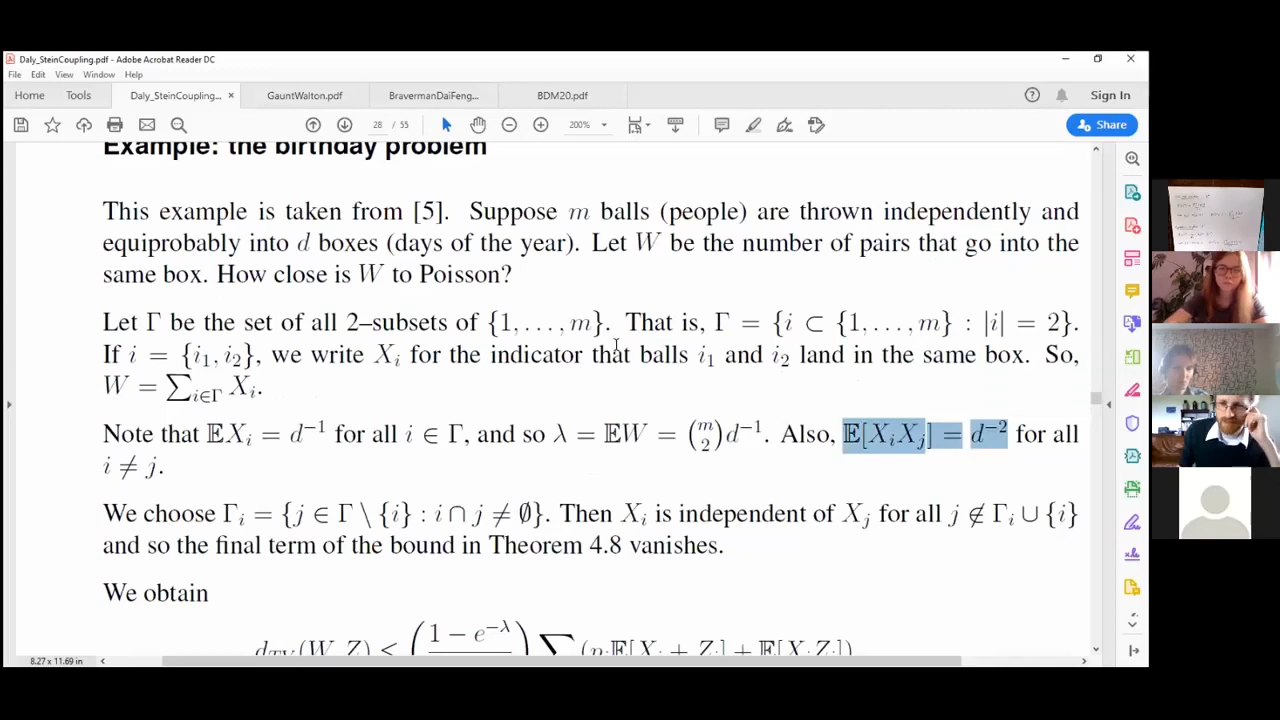 Daly_SteinCoupling.pdf - Adobe Acrobat Reader DC
File Edit View Window Help
Home Tools Daly_SteinCoupling... × GauntWalton.pdf BravermanDaiFeng... BDM20.pdf Sign In
28 / 55 200% Share
Example: the birthday problem
This example is taken from [5]. Suppose m balls (people) are thrown independently and
equiprobably into d boxes (days of the year). Let W be the number of pairs that go into the
same box. How close is W to Poisson?
Let Γ be the set of all 2–subsets of {1, . . . , m}. That is, Γ = {i ⊂ {1, . . . , m} : |i| = 2}.
If i = {i₁, i₂}, we write Xᵢ for the indicator that balls i₁ and i₂ land in the same box. So,
W = ∑_{i∈Γ} Xᵢ.
Note that 𝔼Xᵢ = d⁻¹ for all i ∈ Γ, and so λ = 𝔼W = (m 2) d⁻¹. Also, 𝔼[XᵢXⱼ] = d⁻² for all
i ≠ j.
We choose Γᵢ = {j ∈ Γ \ {i} : i ∩ j ≠ ∅}. Then Xᵢ is independent of Xⱼ for all j ∉ Γᵢ ∪ {i}
and so the final term of the bound in Theorem 4.8 vanishes.
We obtain
8.27 x 11.69 in